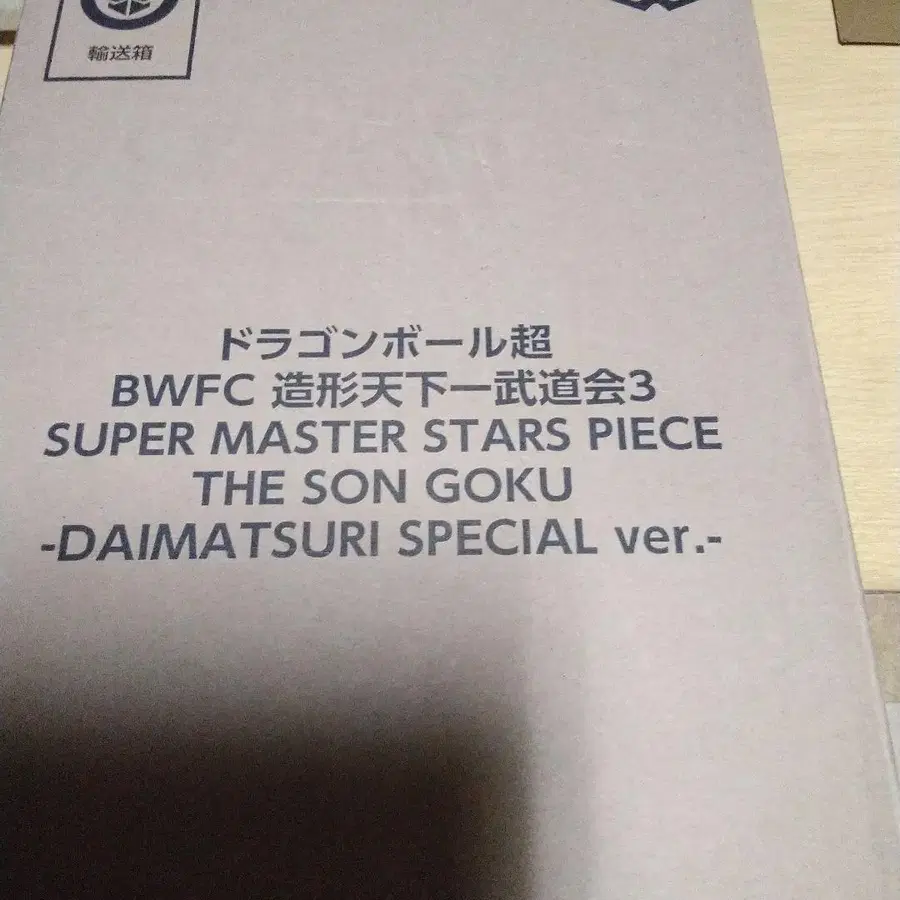 輸送箱
ドラゴンボール超
BWFC 造形天下一武道会3
SUPER MASTER STARS PIECE
THE SON GOKU
-DAIMATSURI SPECIAL ver.-